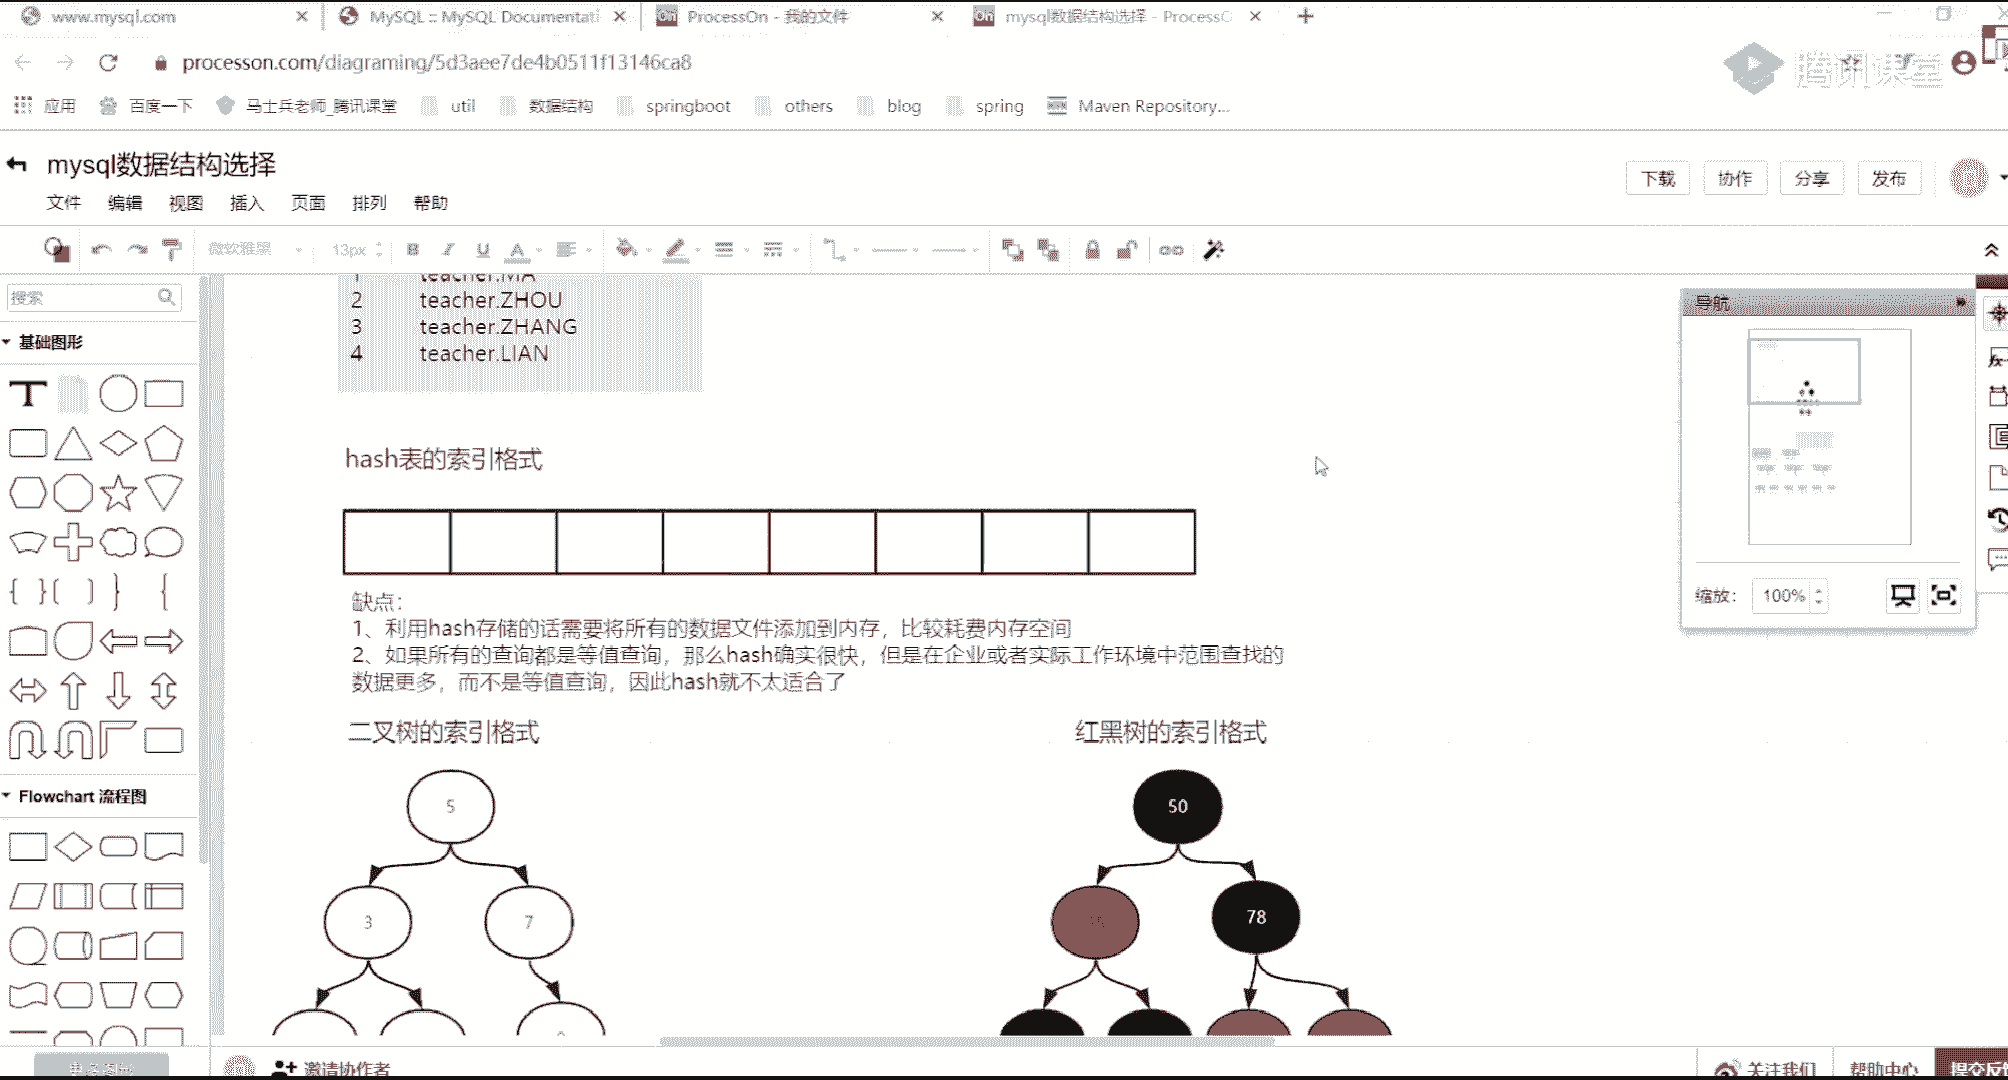 www.mysql.com
MySQL :: MySQL Documentati
ProcessOn - 我的文件
mysql数据结构选择 - ProcessO
processon.com/diagraming/5d3aee7de4b0511f13146ca8
腾讯课堂
应用
百度一下
马士兵老师_腾讯课堂
util
数据结构
springboot
others
blog
spring
Maven Repository...
mysql数据结构选择
文件 编辑 视图 插入 页面 排列 帮助
下载 协作 分享 发布
微软雅黑 13px B I U A
搜索
基础图形
T
Flowchart 流程图
更多图形
1 teacher.MA
2 teacher.ZHOU
3 teacher.ZHANG
4 teacher.LIAN
hash表的索引格式
缺点：
1、利用hash存储的话需要将所有的数据文件添加到内存，比较耗费内存空间
2、如果所有的查询都是等值查询，那么hash确实很快，但是在企业或者实际工作环境中范围查找的
数据更多，而不是等值查询，因此hash就不太适合了
二叉树的索引格式
红黑树的索引格式
5
3
7
50
78
导航
缩放： 100%
邀请协作者
关注我们
帮助中心
提交反馈